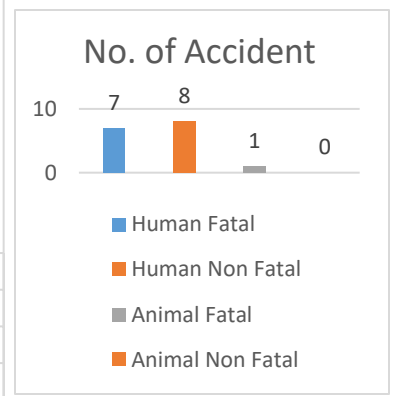 No. of Accident
10
7
8
1
0
0
Human Fatal
Human Non Fatal
Animal Fatal
Animal Non Fatal